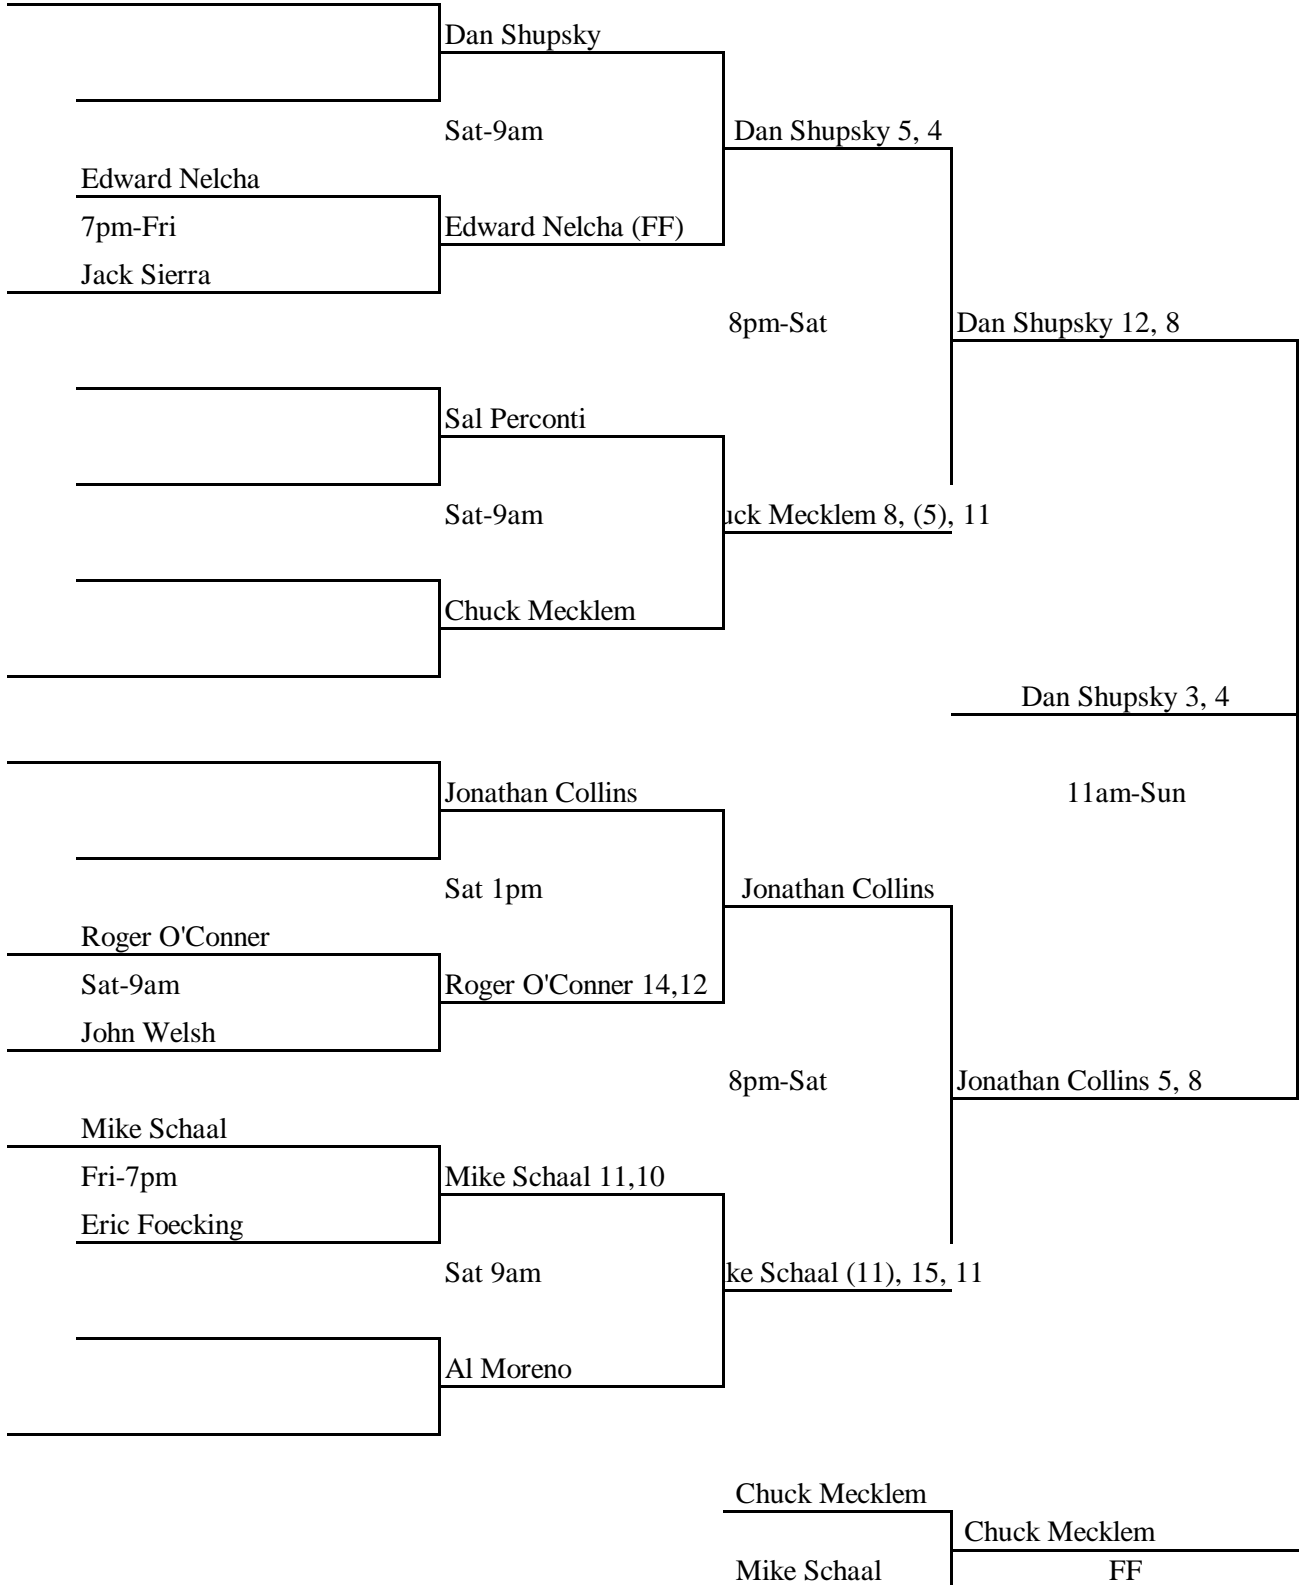 Dan Shupsky
Sat-9am
Dan Shupsky 5, 4
Edward Nelcha
7pm-Fri
Edward Nelcha (FF)
Jack Sierra
8pm-Sat
Dan Shupsky 12, 8
Sal Perconti
Sat-9am
uck Mecklem 8, (5), 11
Chuck Mecklem
Dan Shupsky 3, 4
Jonathan Collins
11am-Sun
Sat 1pm
Jonathan Collins
Roger O'Conner
Sat-9am
Roger O'Conner 14,12
John Welsh
8pm-Sat
Jonathan Collins 5, 8
Mike Schaal
Fri-7pm
Mike Schaal 11,10
Eric Foecking
Sat 9am
ke Schaal (11), 15, 11
Al Moreno
Chuck Mecklem
Chuck Mecklem
Mike Schaal
FF